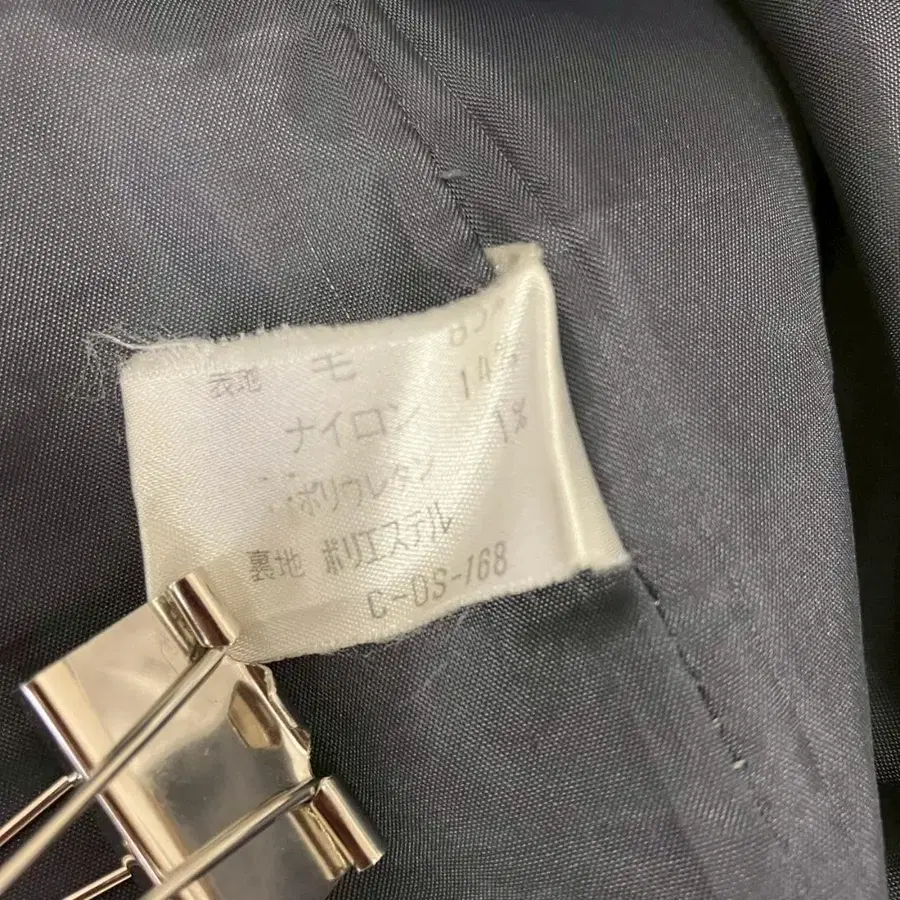 表地 毛 85%
ナイロン 14%
ポリウレタン 1%
裏地 ポリエステル
C-OS-168